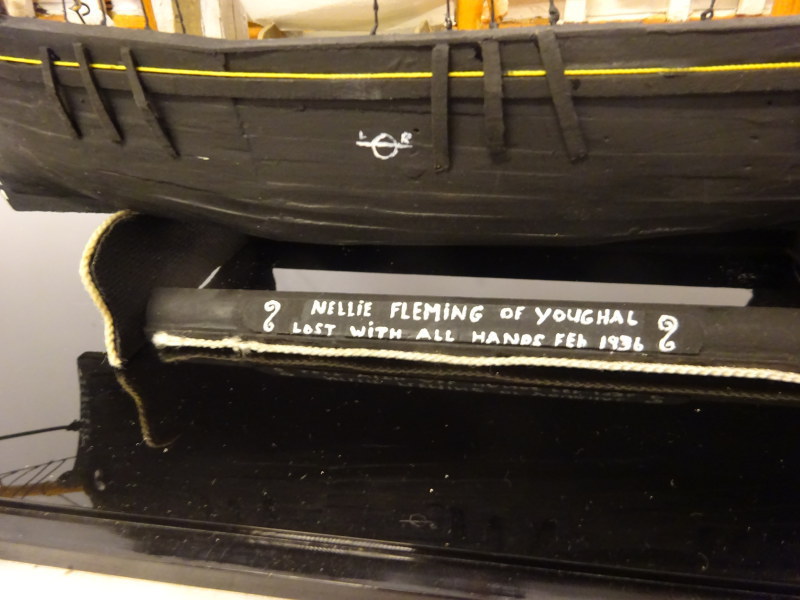 L R
NELLiE FLEMING OF YOUGHAL
LOST WiTH ALL HANDS FEb 1936